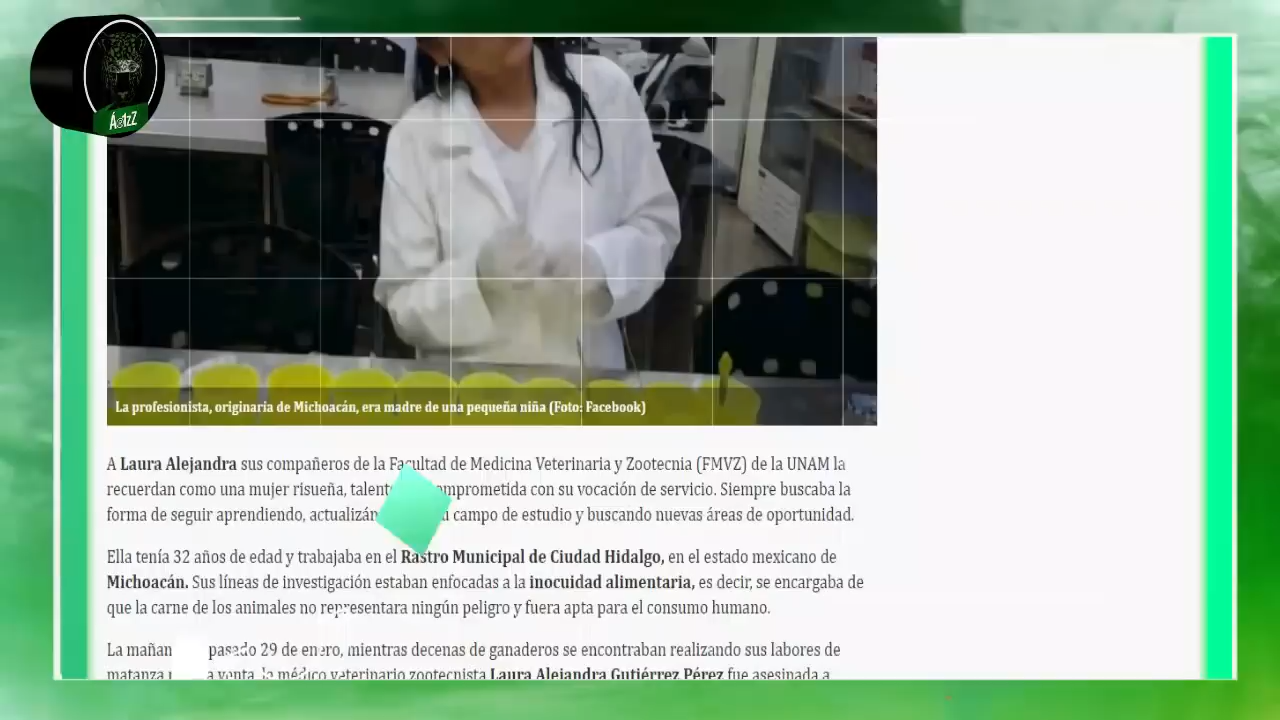 Á@1zZ
La profesionista, originaria de Michoacán, era madre de una pequeña niña (Foto: Facebook)
A Laura Alejandra sus compañeros de la Facultad de Medicina Veterinaria y Zootecnia (FMVZ) de la UNAM la
recuerdan como una mujer risueña, comprometida con su vocación de servicio. Siempre buscaba la
forma de seguir aprendiendo, campo de estudio y buscando nuevas áreas de oportunidad.
Ella tenía 32 años de edad y trabajaba en el Rastro Municipal de Ciudad Hidalgo, en el estado mexicano de
Michoacán. Sus líneas de investigación estaban enfocadas a la inocuidad alimentaria, es decir, se encargaba de
que la carne de los animales no representara ningún peligro y fuera apta para el consumo humano.
La pasado 29 de enero, mientras decenas de ganaderos se encontraban realizando sus labores de
matanza venta, la médico veterinario zootecnista Laura Alejandra Gutiérrez Pérez fue asesinada a